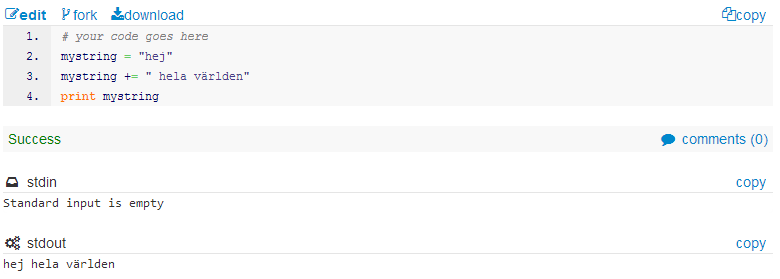 edit fork download copy
1. # your code goes here
2. mystring = "hej"
3. mystring += " hela världen"
4. print mystring
Success comments (0)
stdin copy
Standard input is empty
stdout copy
hej hela världen